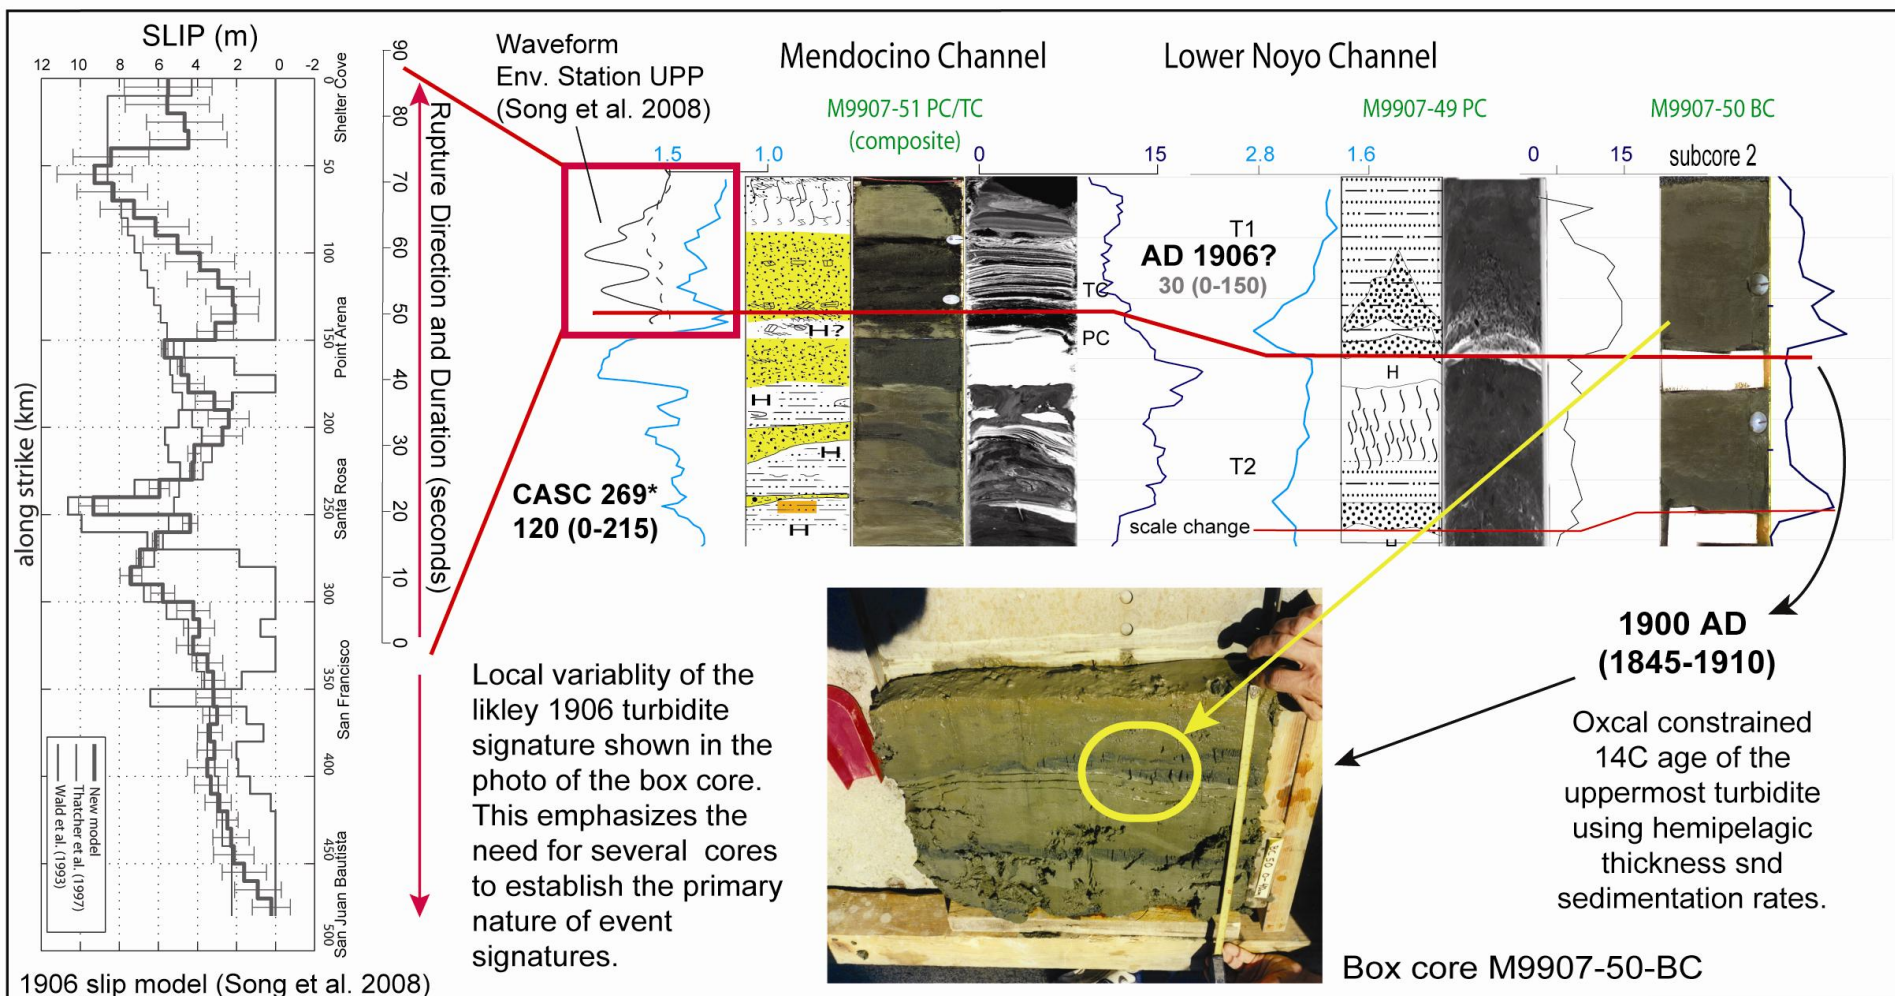 SLIP (m)
12 10 8 6 4 2 0 -2
0
50
100
150
200
250
300
350
400
450
500
along strike (km)
Shelter Cove
Point Arena
Santa Rosa
San Francisco
San Juan Bautista
New model
Thatcher et al. (1997)
Wald et al. (1993)
1906 slip model (Song et al. 2008)
90
80
70
60
50
40
30
20
10
0
Rupture Direction and Duration (seconds)
Waveform
Env. Station UPP
(Song et al. 2008)
Mendocino Channel
M9907-51 PC/TC
(composite)
1.5 1.0 0 15
H?
H
H
H
TC
PC
CASC 269*
120 (0-215)
Lower Noyo Channel
M9907-49 PC
M9907-50 BC
2.8 1.6 0 15 subcore 2
T1
AD 1906?
30 (0-150)
H
T2
scale change
H
Local variablity of the
likley 1906 turbidite
signature shown in the
photo of the box core.
This emphasizes the
need for several cores
to establish the primary
nature of event
signatures.
1900 AD
(1845-1910)
Oxcal constrained
14C age of the
uppermost turbidite
using hemipelagic
thickness snd
sedimentation rates.
Box core M9907-50-BC